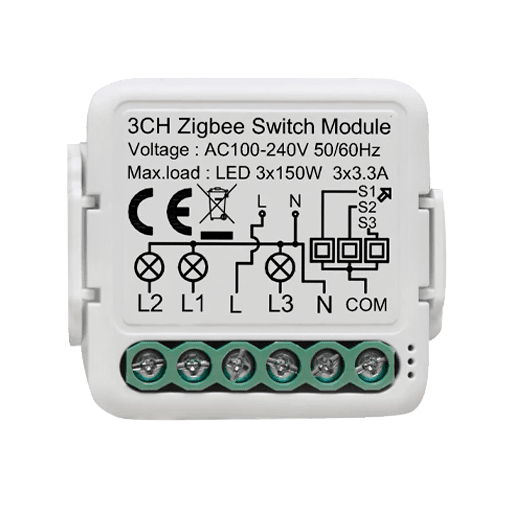 3CH Zigbee Switch Module
Voltage : AC100-240V 50/60Hz
Max.load : LED 3x150W 3x3.3A
CE L N S1
S2
S3
L2 L1 L L3 N COM